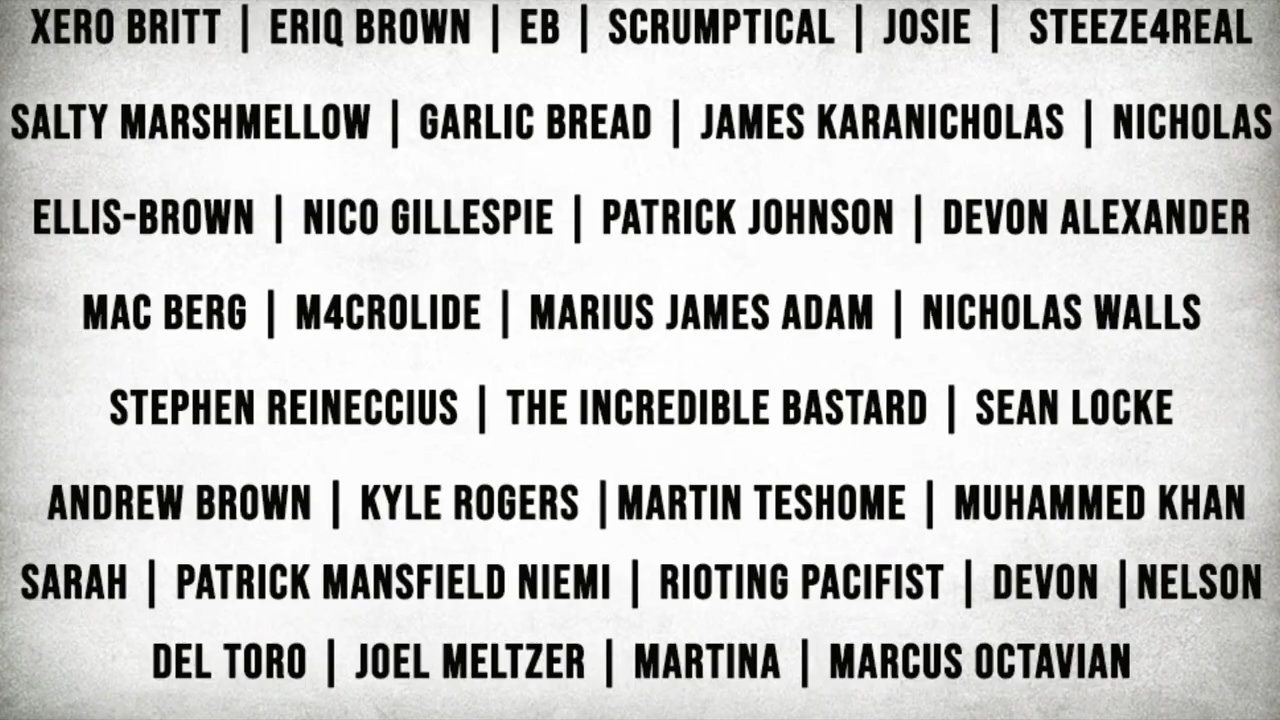 XERO BRITT | ERIQ BROWN | EB | SCRUMPTICAL | JOSIE | STEEZE4REAL
SALTY MARSHMELLOW | GARLIC BREAD | JAMES KARANICHOLAS | NICHOLAS
ELLIS-BROWN | NICO GILLESPIE | PATRICK JOHNSON | DEVON ALEXANDER
MAC BERG | M4CROLIDE | MARIUS JAMES ADAM | NICHOLAS WALLS
STEPHEN REINECCIUS | THE INCREDIBLE BASTARD | SEAN LOCKE
ANDREW BROWN | KYLE ROGERS | MARTIN TESHOME | MUHAMMED KHAN
SARAH | PATRICK MANSFIELD NIEMI | RIOTING PACIFIST | DEVON | NELSON
DEL TORO | JOEL MELTZER | MARTINA | MARCUS OCTAVIAN